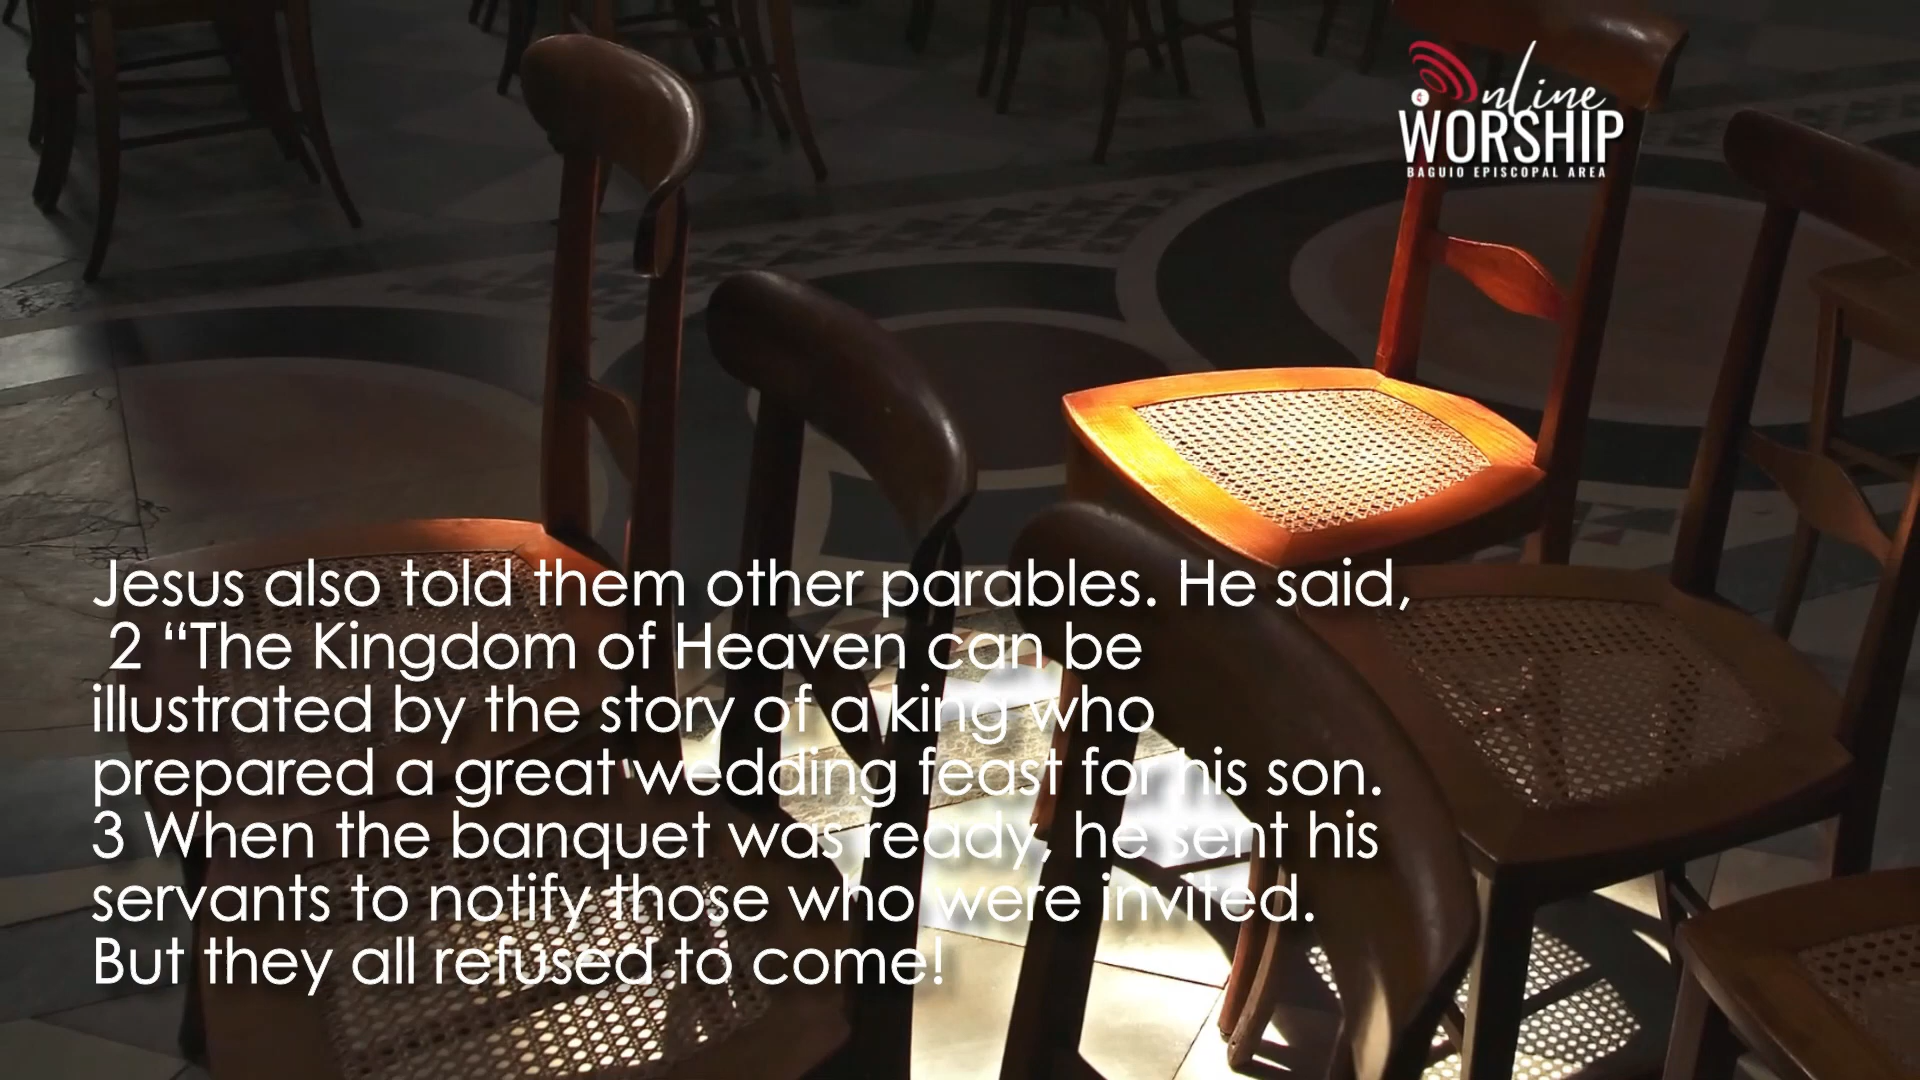 Online
WORSHIP
BAGUIO EPISCOPAL AREA
Jesus also told them other parables. He said,
2 “The Kingdom of Heaven can be
illustrated by the story of a king who
prepared a great wedding feast for his son.
3 When the banquet was ready, he sent his
servants to notify those who were invited.
But they all refused to come!